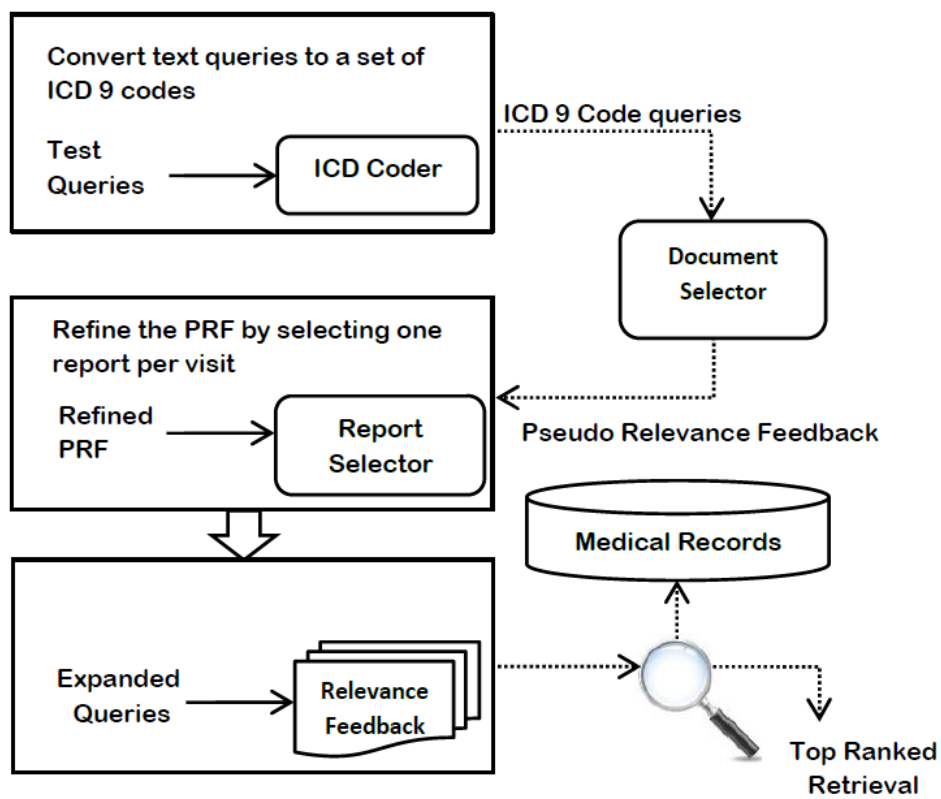 Convert text queries to a set of
ICD 9 codes
Test
Queries
ICD Coder
ICD 9 Code queries
Document
Selector
Refine the PRF by selecting one
report per visit
Refined
PRF
Report
Selector
Pseudo Relevance Feedback
Medical Records
Expanded
Queries
Relevance
Feedback
Top Ranked
Retrieval